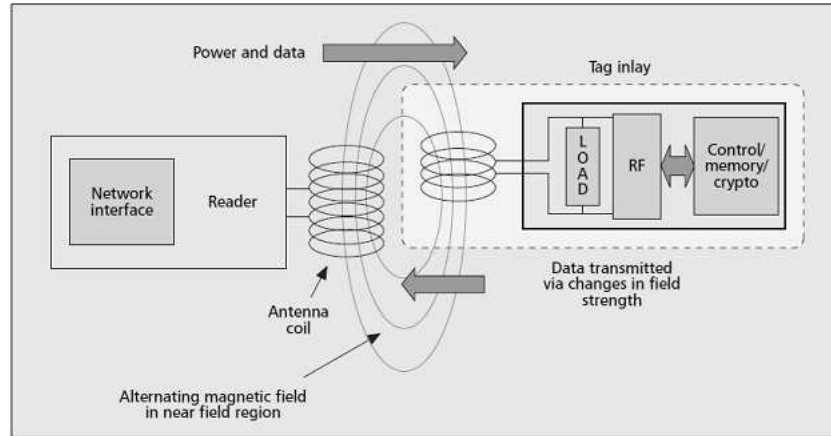 Power and data
Tag inlay
Network
interface
Reader
L
O
A
D
RF
Control/
memory/
crypto
Antenna
coil
Data transmitted
via changes in field
strength
Alternating magnetic field
in near field region